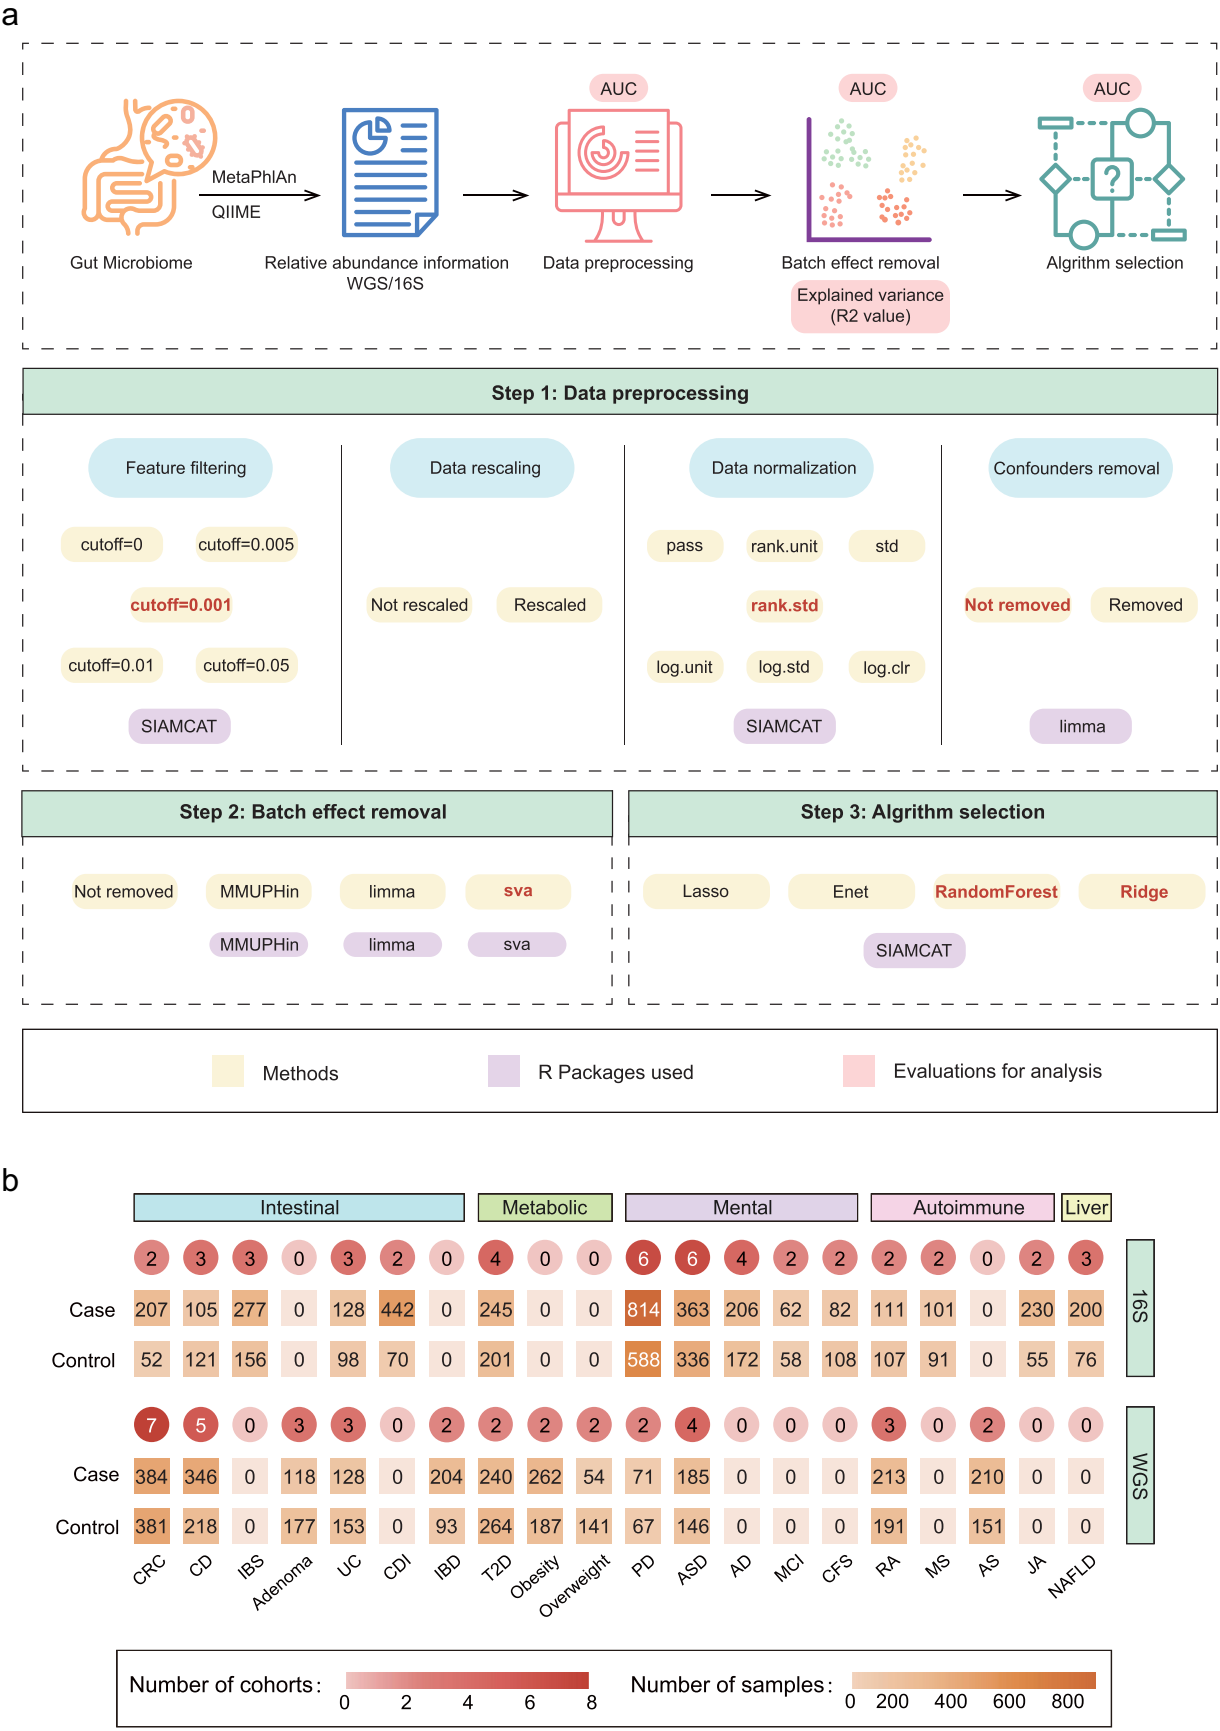 a
AUC
AUC
AUC
MetaPhlAn
QIIME
?
Gut Microbiome
Relative abundance information
WGS/16S
Data preprocessing
Batch effect removal
Algrithm selection
Explained variance
(R2 value)
Step 1: Data preprocessing
Feature filtering
Data rescaling
Data normalization
Confounders removal
cutoff=0 cutoff=0.005
pass rank.unit std
cutoff=0.001
Not rescaled Rescaled
rank.std
Not removed Removed
cutoff=0.01 cutoff=0.05
log.unit log.std log.clr
SIAMCAT
SIAMCAT
limma
Step 2: Batch effect removal
Not removed MMUPHin limma sva
MMUPHin limma sva
Step 3: Algrithm selection
Lasso Enet RandomForest Ridge
SIAMCAT
Methods
R Packages used
Evaluations for analysis
b
Intestinal Metabolic Mental Autoimmune Liver
2 3 3 0 3 2 0 4 0 0 6 6 4 2 2 2 2 0 2 3
Case 207 105 277 0 128 442 0 245 0 0 814 363 206 62 82 111 101 0 230 200
Control 52 121 156 0 98 70 0 201 0 0 588 336 172 58 108 107 91 0 55 76
16S
7 5 0 3 3 0 2 2 2 2 2 4 0 0 0 3 0 2 0 0
Case 384 346 0 118 128 0 204 240 262 54 71 185 0 0 0 213 0 210 0 0
Control 381 218 0 177 153 0 93 264 187 141 67 146 0 0 0 191 0 151 0 0
WGS
CRC CD IBS Adenoma UC CDI IBD T2D Obesity Overweight PD ASD AD MCI CFS RA MS AS JA NAFLD
Number of cohorts:
0 2 4 6 8
Number of samples:
0 200 400 600 800